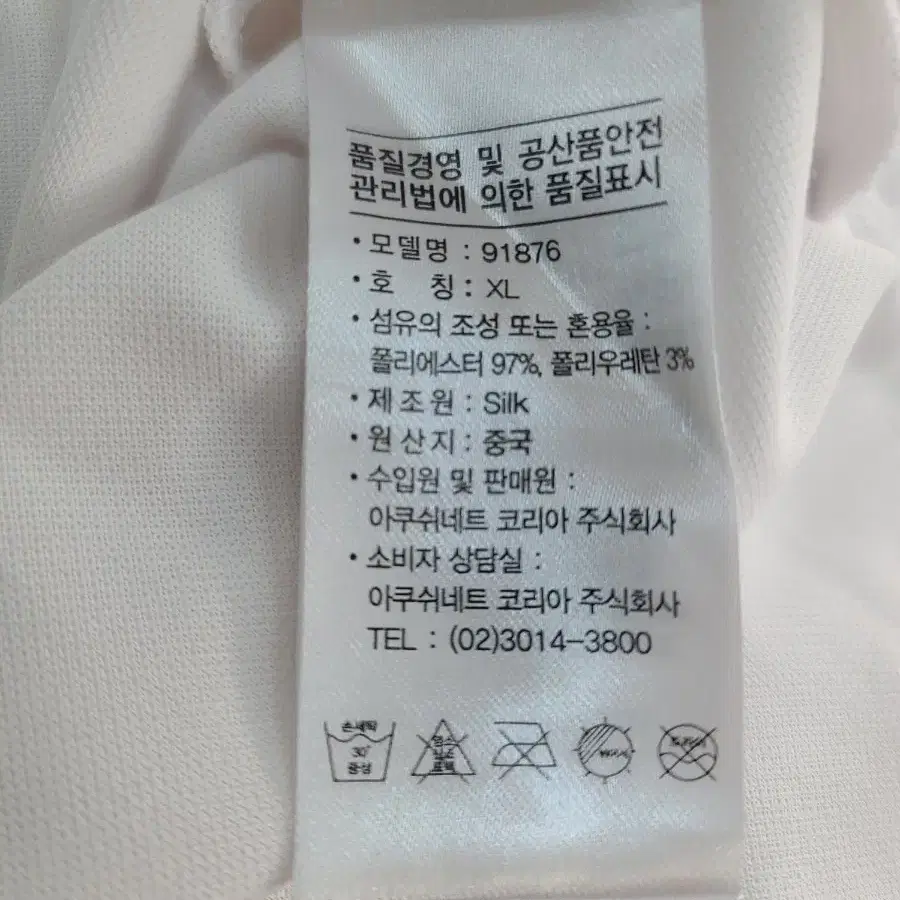 품질경영 및 공산품안전
관리법에 의한 품질표시
• 모델명 : 91876
• 호 칭 : XL
• 섬유의 조성 또는 혼용율 :
폴리에스터 97%, 폴리우레탄 3%
• 제 조 원 : Silk
• 원 산 지 : 중국
• 수입원 및 판매원 :
아쿠쉬네트 코리아 주식회사
• 소비자 상담실 :
아쿠쉬네트 코리아 주식회사
TEL : (02)3014-3800
손세탁
30°
중성
염소